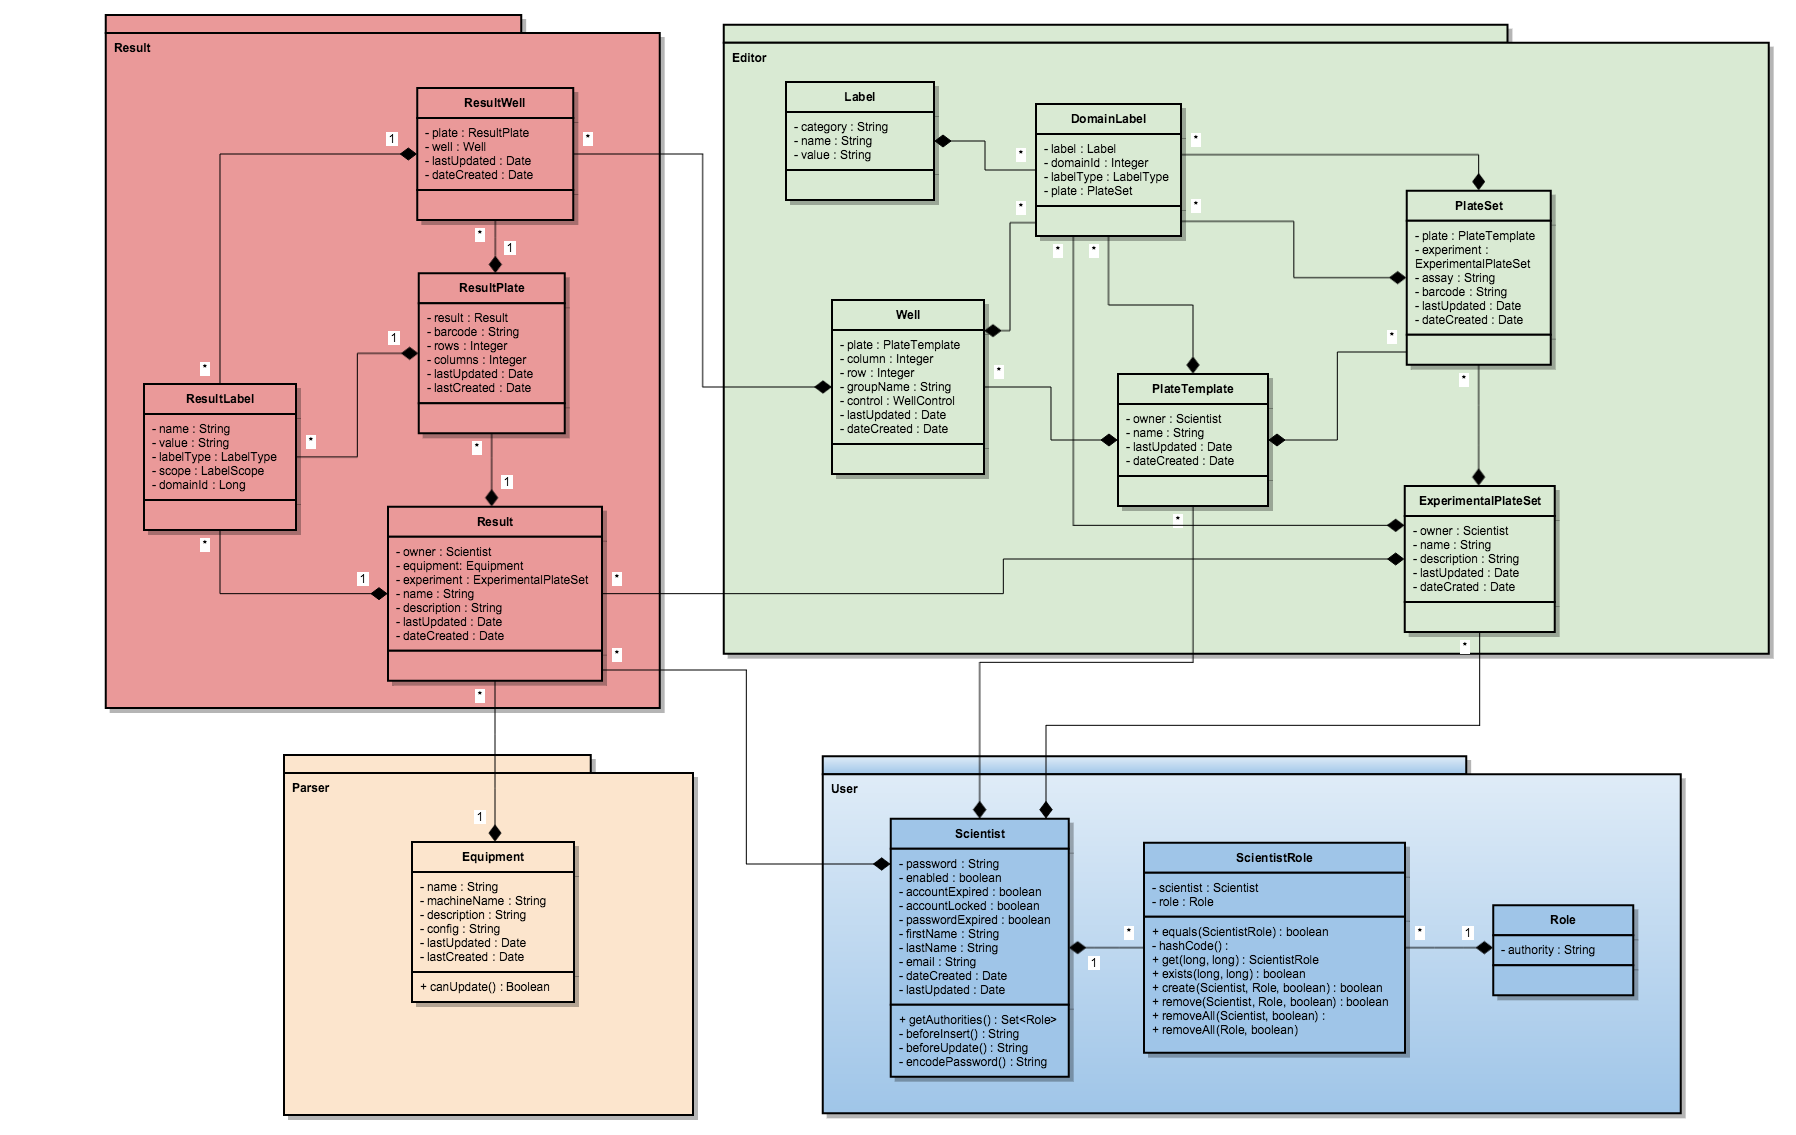 Result
ResultWell
- plate : ResultPlate
- well : Well
- lastUpdated : Date
- dateCreated : Date
1
*
*
1
ResultPlate
- result : Result
- barcode : String
- rows : Integer
- columns : Integer
- lastUpdated : Date
- lastCreated : Date
1
*
ResultLabel
- name : String
- value : String
- labelType : LabelType
- scope : LabelScope
- domainId : Long
*
*
*
1
1
Result
- owner : Scientist
- equipment: Equipment
- experiment : ExperimentalPlateSet
- name : String
- description : String
- lastUpdated : Date
- dateCreated : Date
*
*
*
Editor
Label
- category : String
- name : String
- value : String
DomainLabel
- label : Label
- domainId : Integer
- labelType : LabelType
- plate : PlateSet
*
*
*
*
*
*
PlateSet
- plate : PlateTemplate
- experiment :
ExperimentalPlateSet
- assay : String
- barcode : String
- lastUpdated : Date
- dateCreated : Date
*
*
Well
- plate : PlateTemplate
- column : Integer
- row : Integer
- groupName : String
- control : WellControl
- lastUpdated : Date
- dateCreated : Date
*
PlateTemplate
- owner : Scientist
- name : String
- lastUpdated : Date
- dateCreated : Date
*
ExperimentalPlateSet
- owner : Scientist
- name : String
- description : String
- lastUpdated : Date
- dateCrated : Date
*
Parser
1
Equipment
- name : String
- machineName : String
- description : String
- config : String
- lastUpdated : Date
- lastCreated : Date
+ canUpdate() : Boolean
User
Scientist
- password : String
- enabled : boolean
- accountExpired : boolean
- accountLocked : boolean
- passwordExpired : boolean
- firstName : String
- lastName : String
- email : String
- dateCreated : Date
- lastUpdated : Date
+ getAuthorities() : Set<Role>
- beforeInsert() : String
- beforeUpdate() : String
- encodePassword() : String
*
1
ScientistRole
- scientist : Scientist
- role : Role
+ equals(ScientistRole) : boolean
- hashCode() :
+ get(long, long) : ScientistRole
+ exists(long, long) : boolean
+ create(Scientist, Role, boolean) : boolean
+ remove(Scientist, Role, boolean) : boolean
+ removeAll(Scientist, boolean) :
+ removeAll(Role, boolean)
*
1
Role
- authority : String